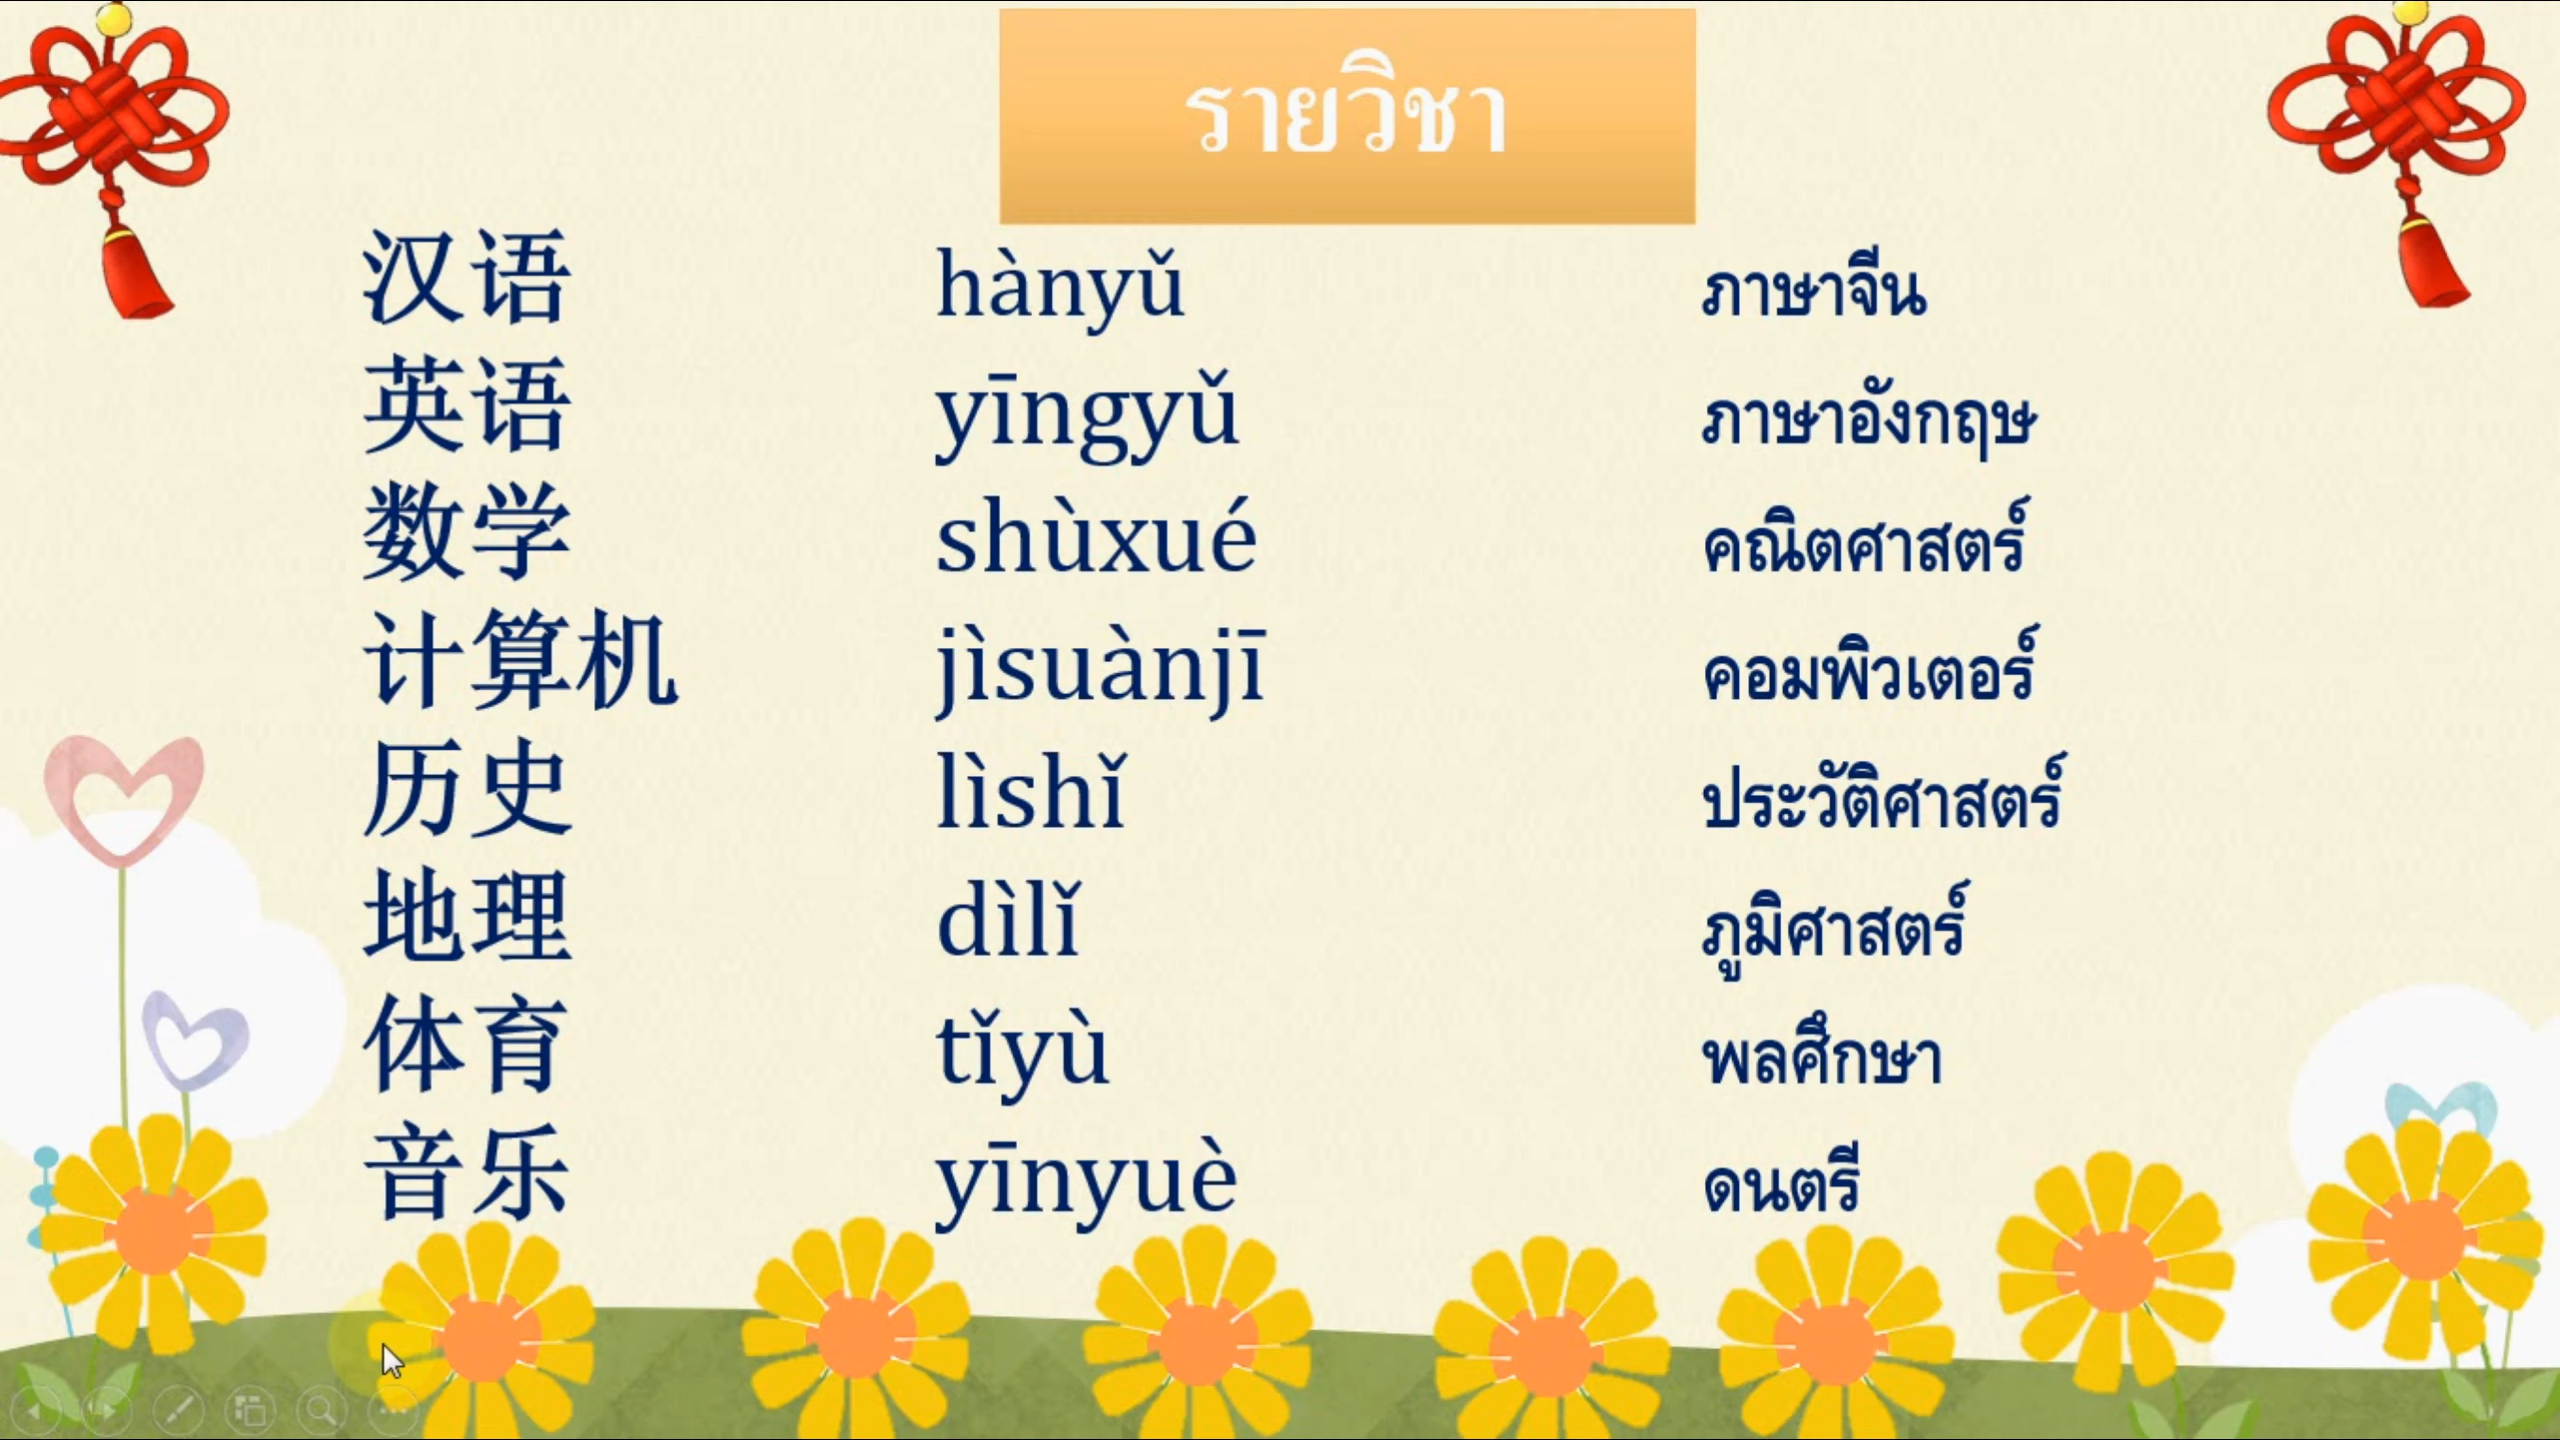 รายวิชา
汉语 hànyǔ ภาษาจีน
英语 yīngyǔ ภาษาอังกฤษ
数学 shùxué คณิตศาสตร์
计算机 jìsuànjī คอมพิวเตอร์
历史 lìshǐ ประวัติศาสตร์
地理 dìlǐ ภูมิศาสตร์
体育 tǐyù พลศึกษา
音乐 yīnyuè ดนตรี